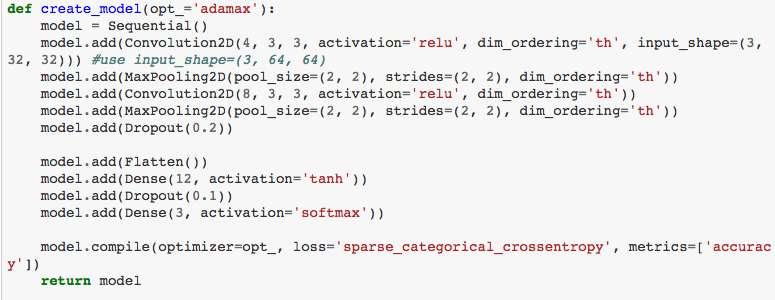 def create_model(opt_='adamax'):
    model = Sequential()
    model.add(Convolution2D(4, 3, 3, activation='relu', dim_ordering='th', input_shape=(3,
32, 32))) #use input_shape=(3, 64, 64)
    model.add(MaxPooling2D(pool_size=(2, 2), strides=(2, 2), dim_ordering='th'))
    model.add(Convolution2D(8, 3, 3, activation='relu', dim_ordering='th'))
    model.add(MaxPooling2D(pool_size=(2, 2), strides=(2, 2), dim_ordering='th'))
    model.add(Dropout(0.2))

    model.add(Flatten())
    model.add(Dense(12, activation='tanh'))
    model.add(Dropout(0.1))
    model.add(Dense(3, activation='softmax'))

    model.compile(optimizer=opt_, loss='sparse_categorical_crossentropy', metrics=['accurac
y'])
    return model